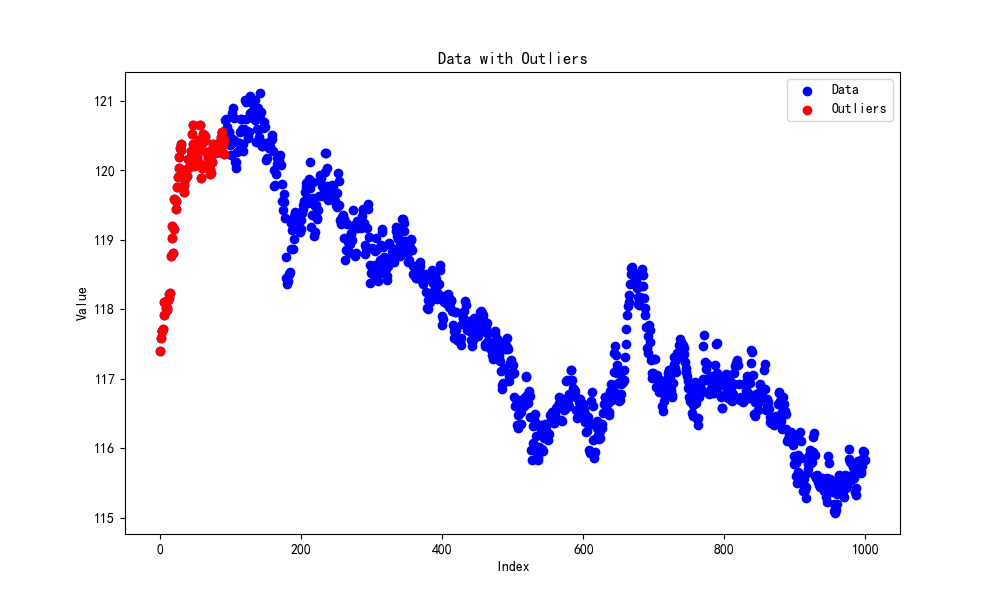 Data with Outliers
Data
Outliers
Value
121
120
119
118
117
116
115
0 200 400 600 800 1000
Index